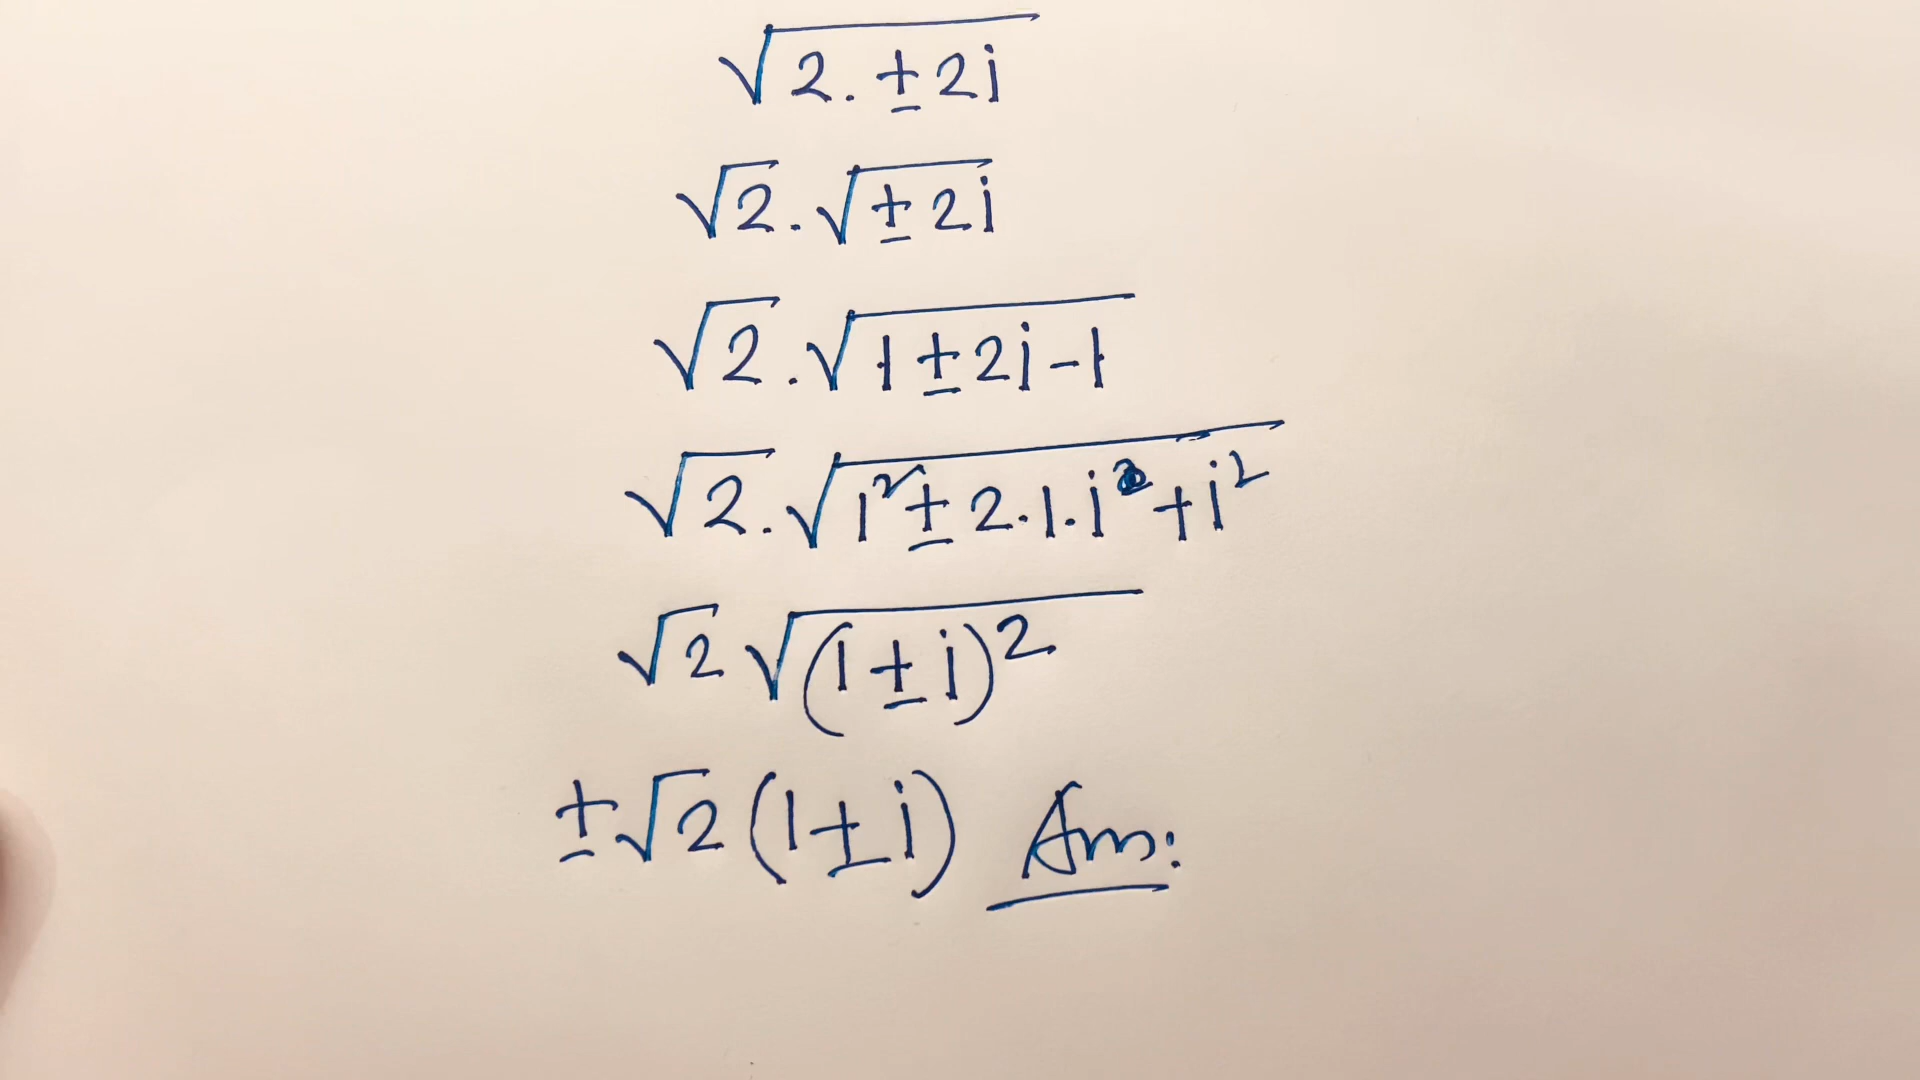 √2. ± 2i
√2 . √± 2i
√2 . √1 ± 2i - 1
√2 . √1² ± 2.1.i + i²
√2 √(1 ± i)²
± √2 (1 ± i) Ans: